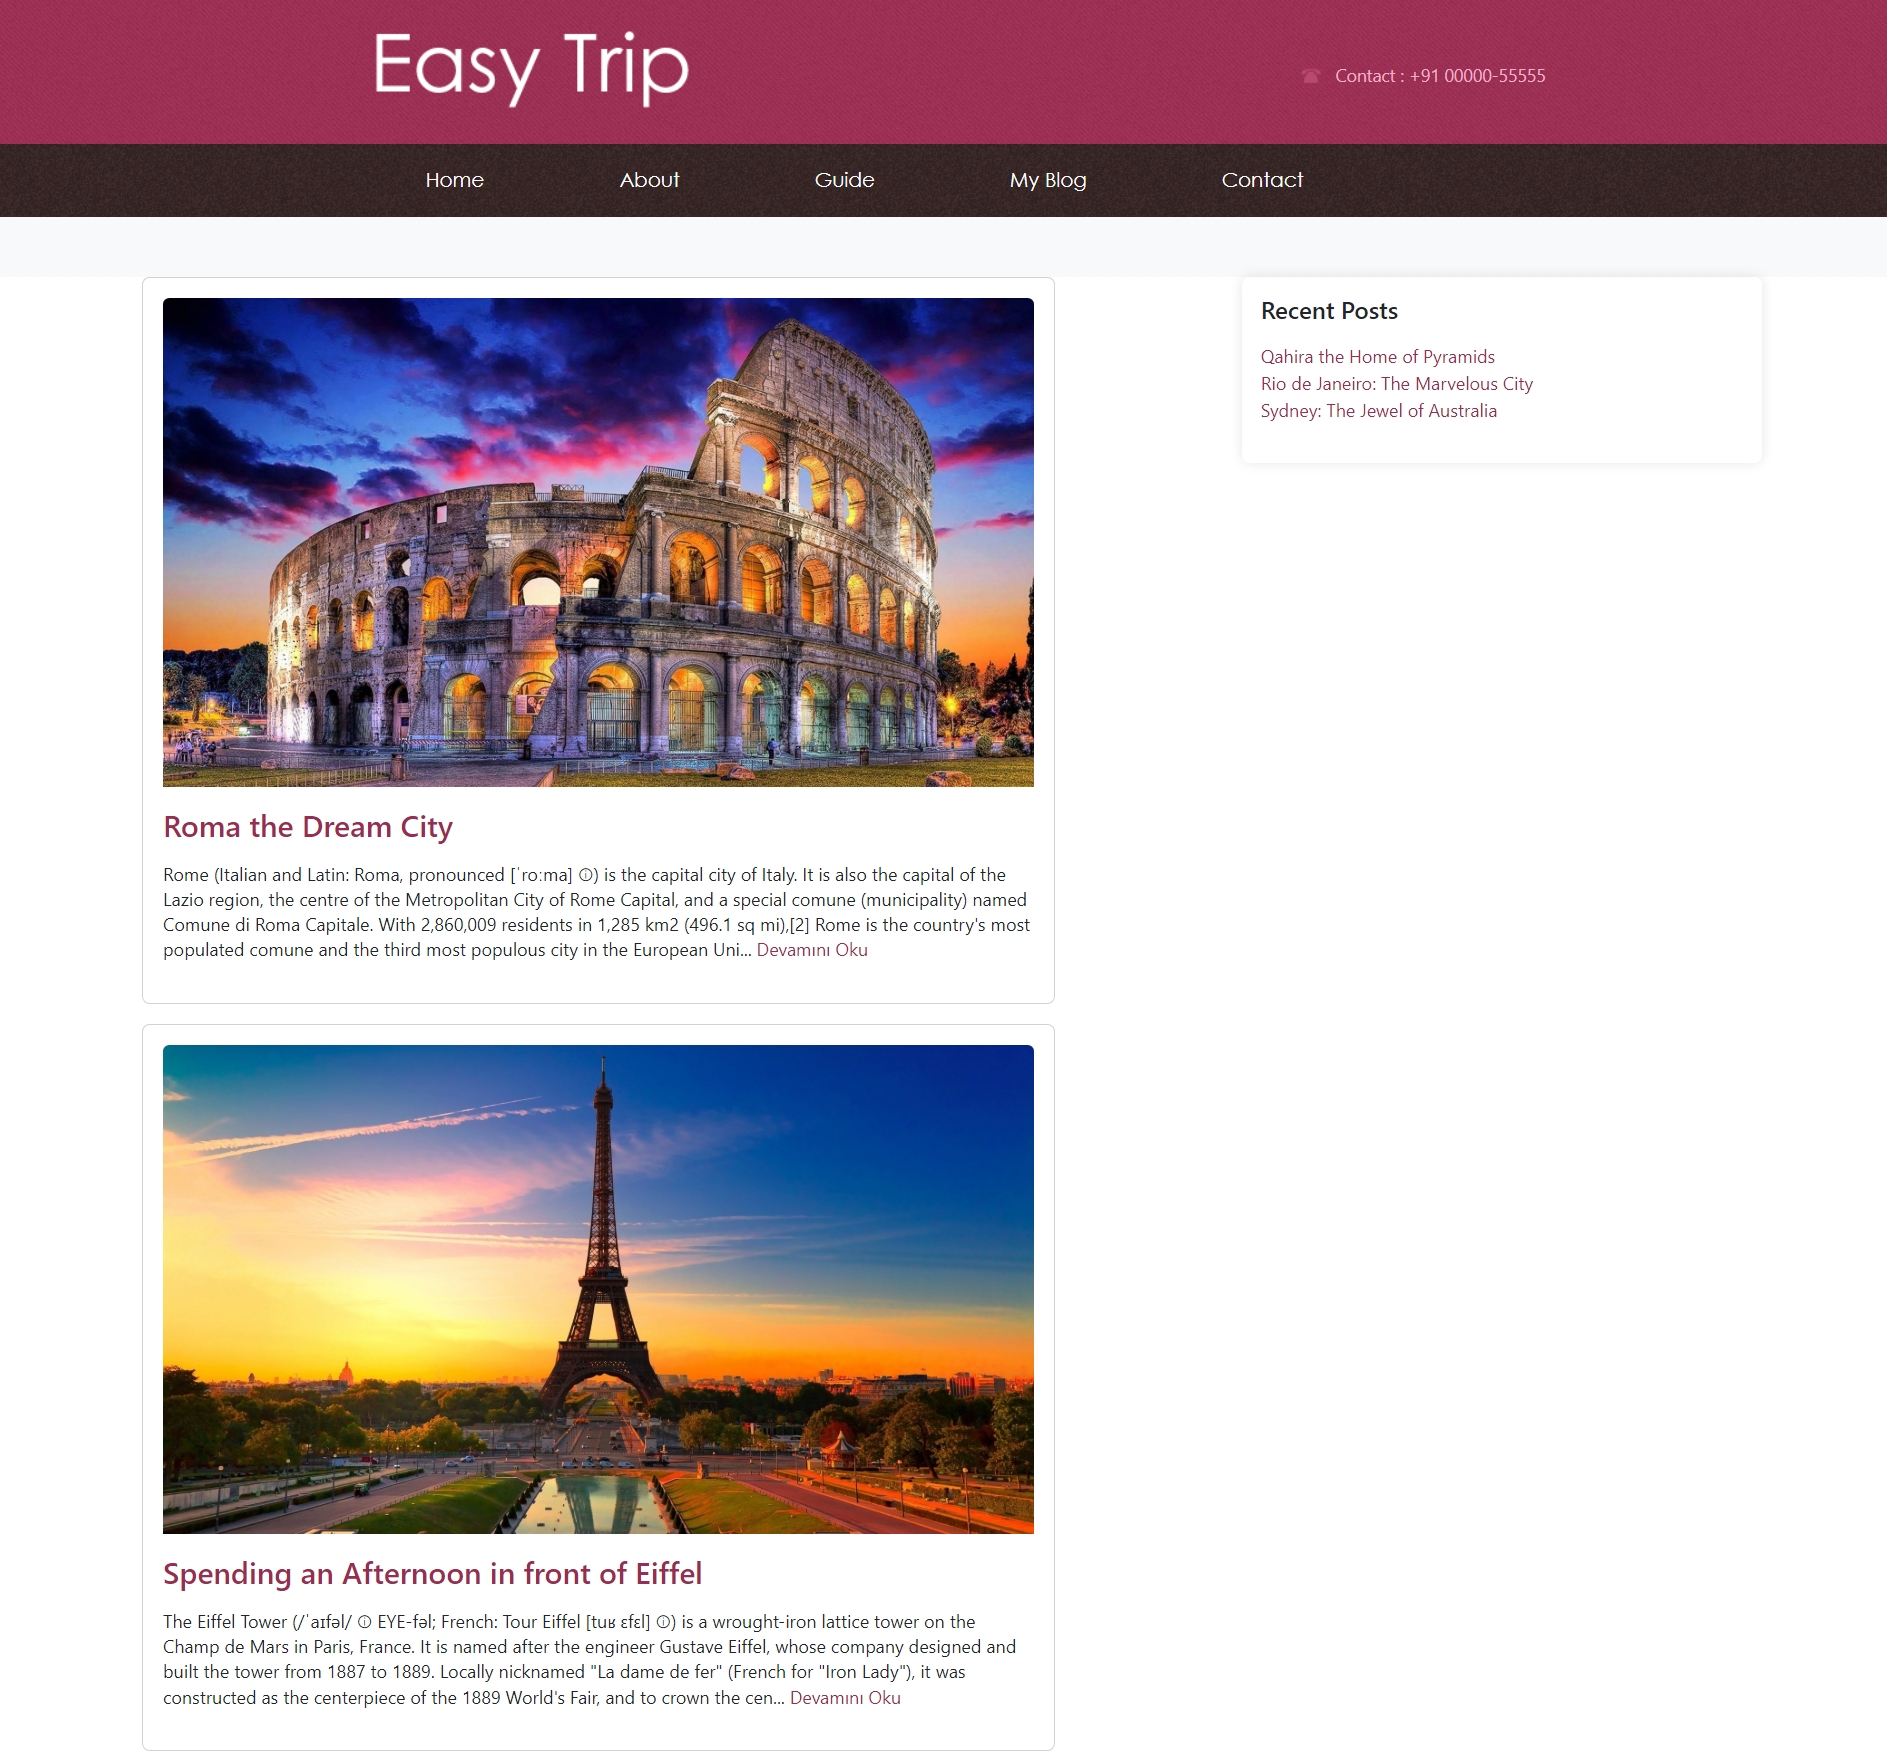 Easy Trip
Contact : +91 00000-55555
Home About Guide My Blog Contact
Recent Posts
Qahira the Home of Pyramids
Rio de Janeiro: The Marvelous City
Sydney: The Jewel of Australia
Roma the Dream City
Rome (Italian and Latin: Roma, pronounced [ˈroːma] ⓘ) is the capital city of Italy. It is also the capital of the
Lazio region, the centre of the Metropolitan City of Rome Capital, and a special comune (municipality) named
Comune di Roma Capitale. With 2,860,009 residents in 1,285 km2 (496.1 sq mi),[2] Rome is the country's most
populated comune and the third most populous city in the European Uni... Devamını Oku
Spending an Afternoon in front of Eiffel
The Eiffel Tower (/ˈaɪfəl/ ⓘ EYE-fəl; French: Tour Eiffel [tuʁ ɛfɛl] ⓘ) is a wrought-iron lattice tower on the
Champ de Mars in Paris, France. It is named after the engineer Gustave Eiffel, whose company designed and
built the tower from 1887 to 1889. Locally nicknamed "La dame de fer" (French for "Iron Lady"), it was
constructed as the centerpiece of the 1889 World's Fair, and to crown the cen... Devamını Oku